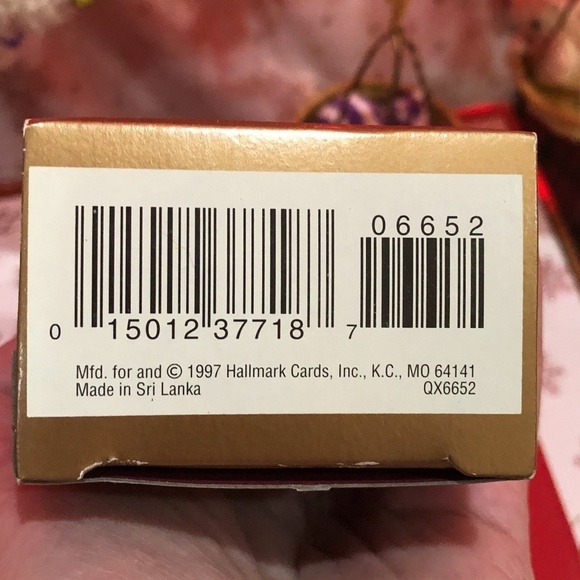 06652
0 15012 37718 7
Mfd. for and © 1997 Hallmark Cards, Inc., K.C., MO 64141
Made in Sri Lanka QX6652